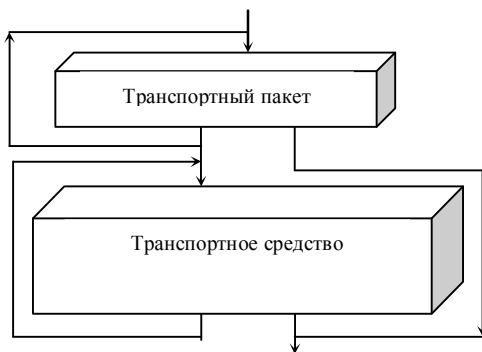 Транспортный пакет
Транспортное средство